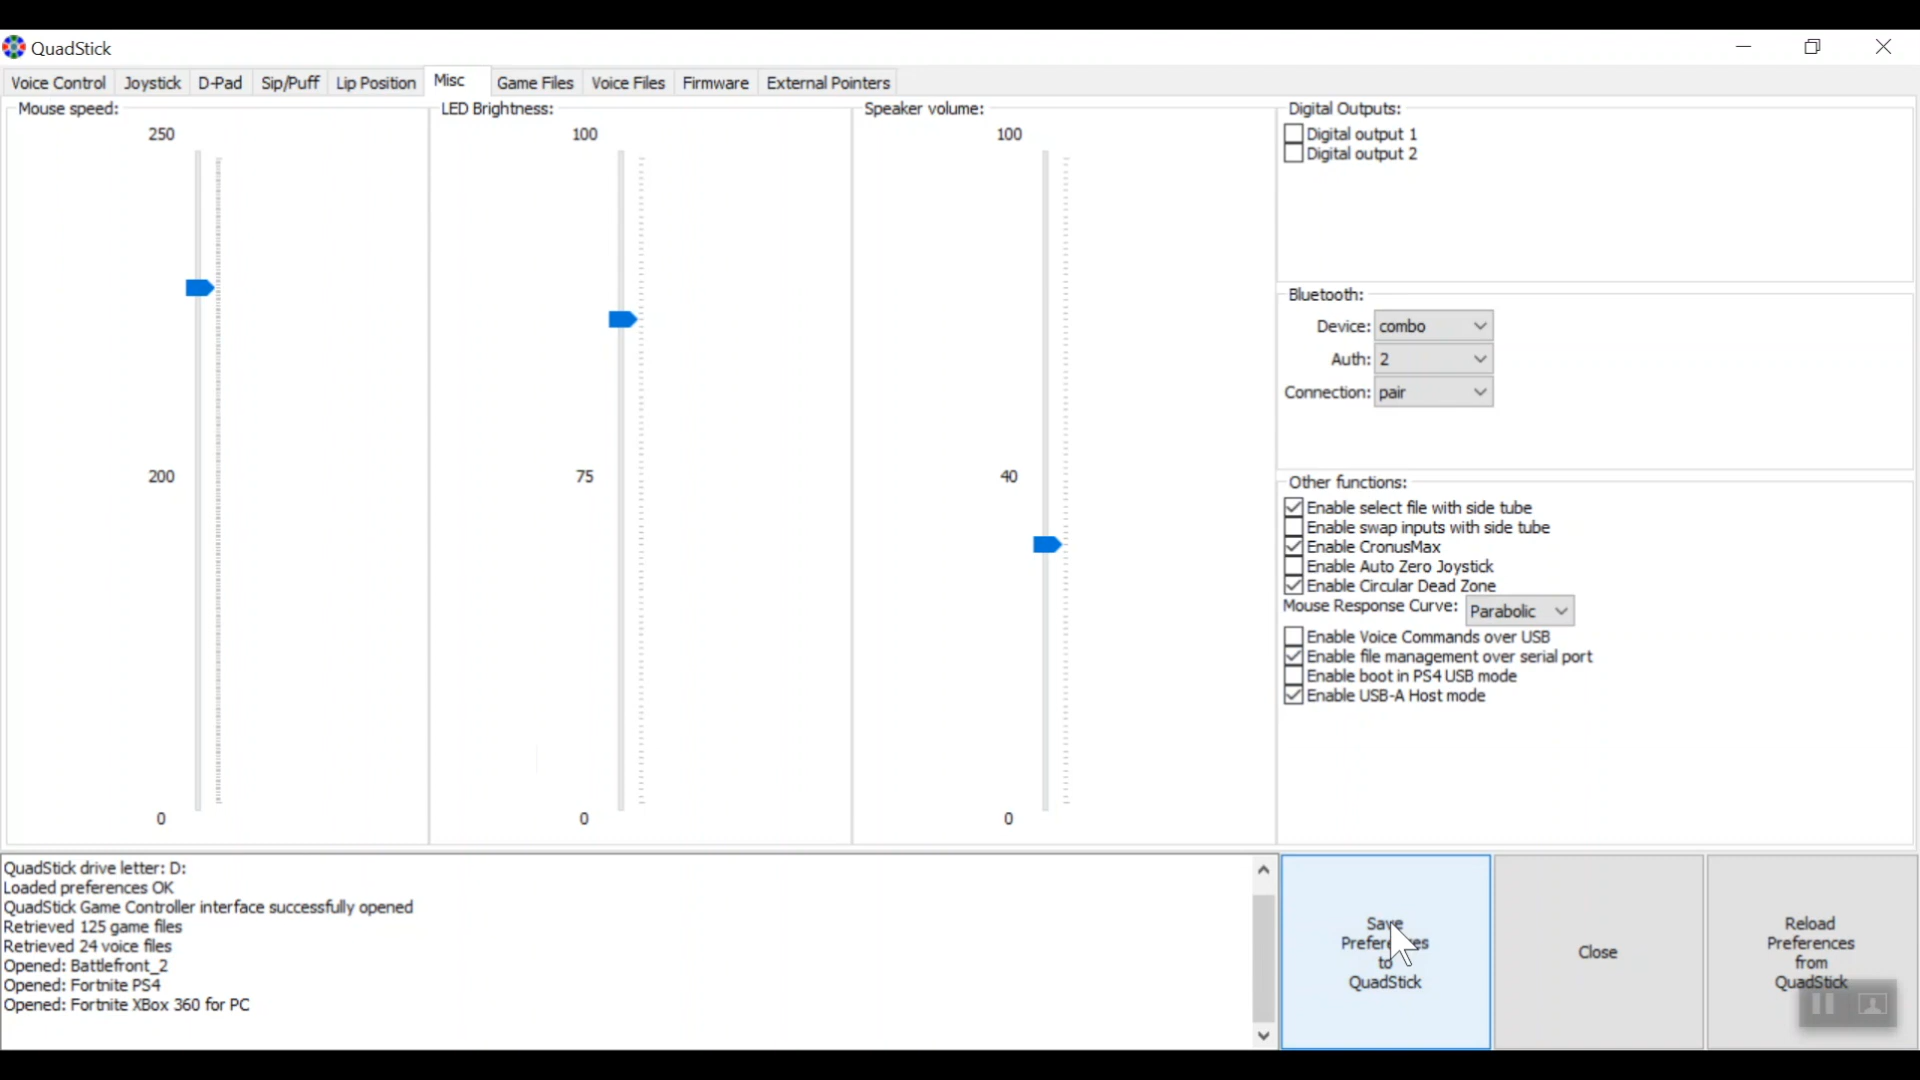 QuadStick
Voice Control Joystick D-Pad Sip/Puff Lip Position Misc Game Files Voice Files Firmware External Pointers
Mouse speed:
250
200
0
LED Brightness:
100
75
0
Speaker volume:
100
40
0
Digital Outputs:
Digital output 1
Digital output 2
Bluetooth:
Device: combo
Auth: 2
Connection: pair
Other functions:
Enable select file with side tube
Enable swap inputs with side tube
Enable CronusMax
Enable Auto Zero Joystick
Enable Circular Dead Zone
Mouse Response Curve: Parabolic
Enable Voice Commands over USB
Enable file management over serial port
Enable boot in PS4 USB mode
Enable USB-A Host mode
QuadStick drive letter: D:
Loaded preferences OK
QuadStick Game Controller interface successfully opened
Retrieved 125 game files
Retrieved 24 voice files
Opened: Battlefront_2
Opened: Fortnite PS4
Opened: Fortnite XBox 360 for PC
Save
Preferences
to
QuadStick
Close
Reload
Preferences
from
QuadStick